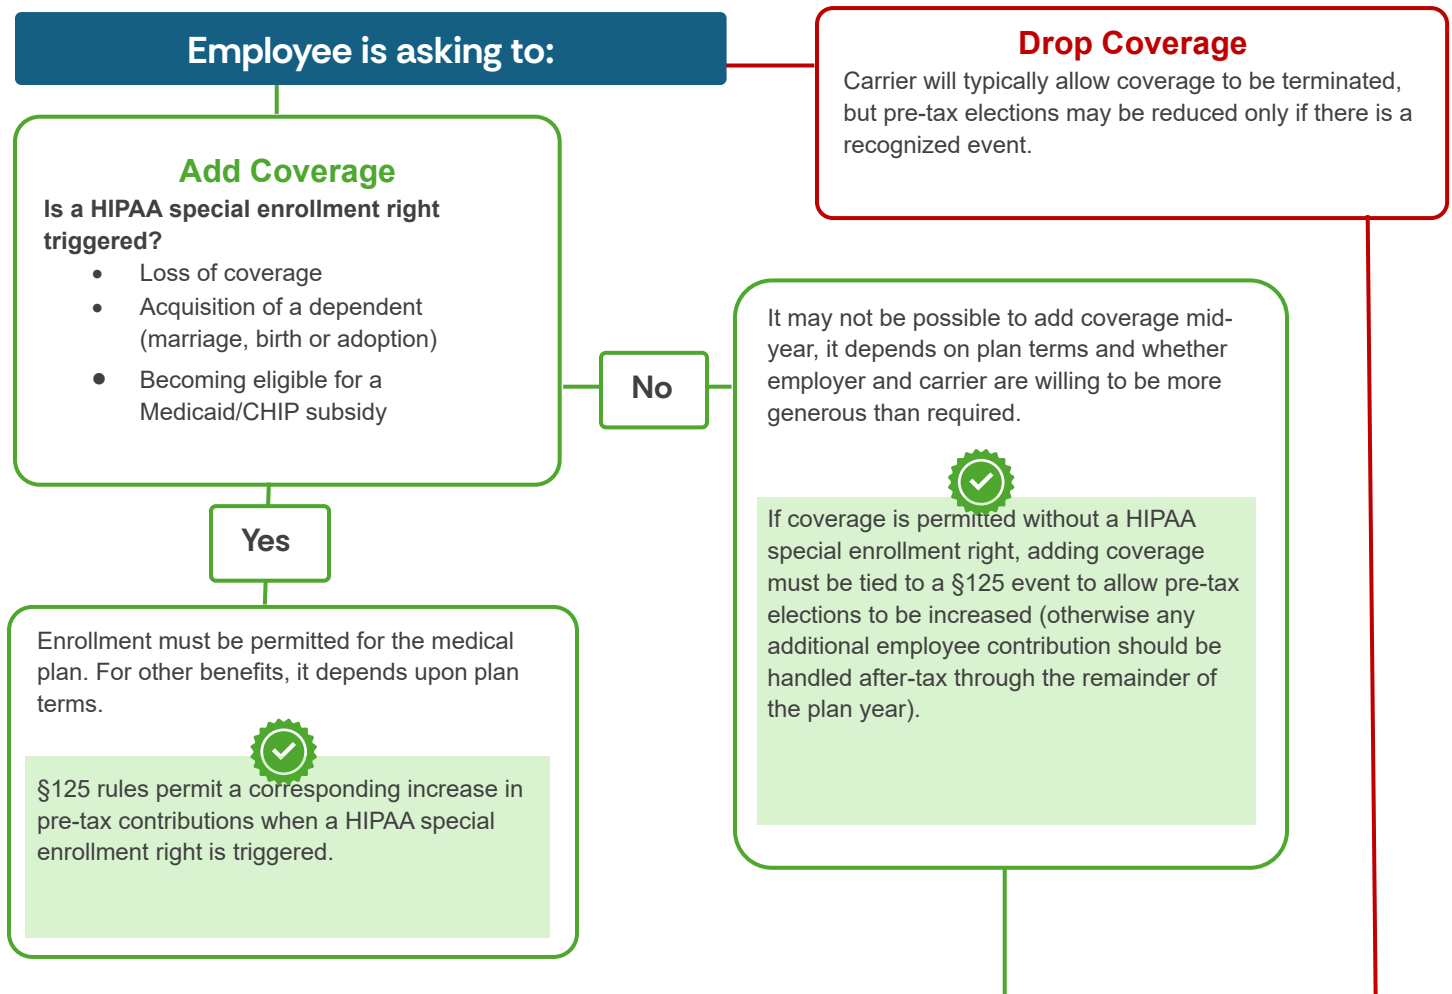 Employee is asking to:
Drop Coverage
Carrier will typically allow coverage to be terminated,
but pre-tax elections may be reduced only if there is a
recognized event.
Add Coverage
Is a HIPAA special enrollment right
triggered?
• Loss of coverage
• Acquisition of a dependent
(marriage, birth or adoption)
• Becoming eligible for a
Medicaid/CHIP subsidy
No
It may not be possible to add coverage mid-
year, it depends on plan terms and whether
employer and carrier are willing to be more
generous than required.
If coverage is permitted without a HIPAA
special enrollment right, adding coverage
must be tied to a §125 event to allow pre-tax
elections to be increased (otherwise any
additional employee contribution should be
handled after-tax through the remainder of
the plan year).
Yes
Enrollment must be permitted for the medical
plan. For other benefits, it depends upon plan
terms.
§125 rules permit a corresponding increase in
pre-tax contributions when a HIPAA special
enrollment right is triggered.